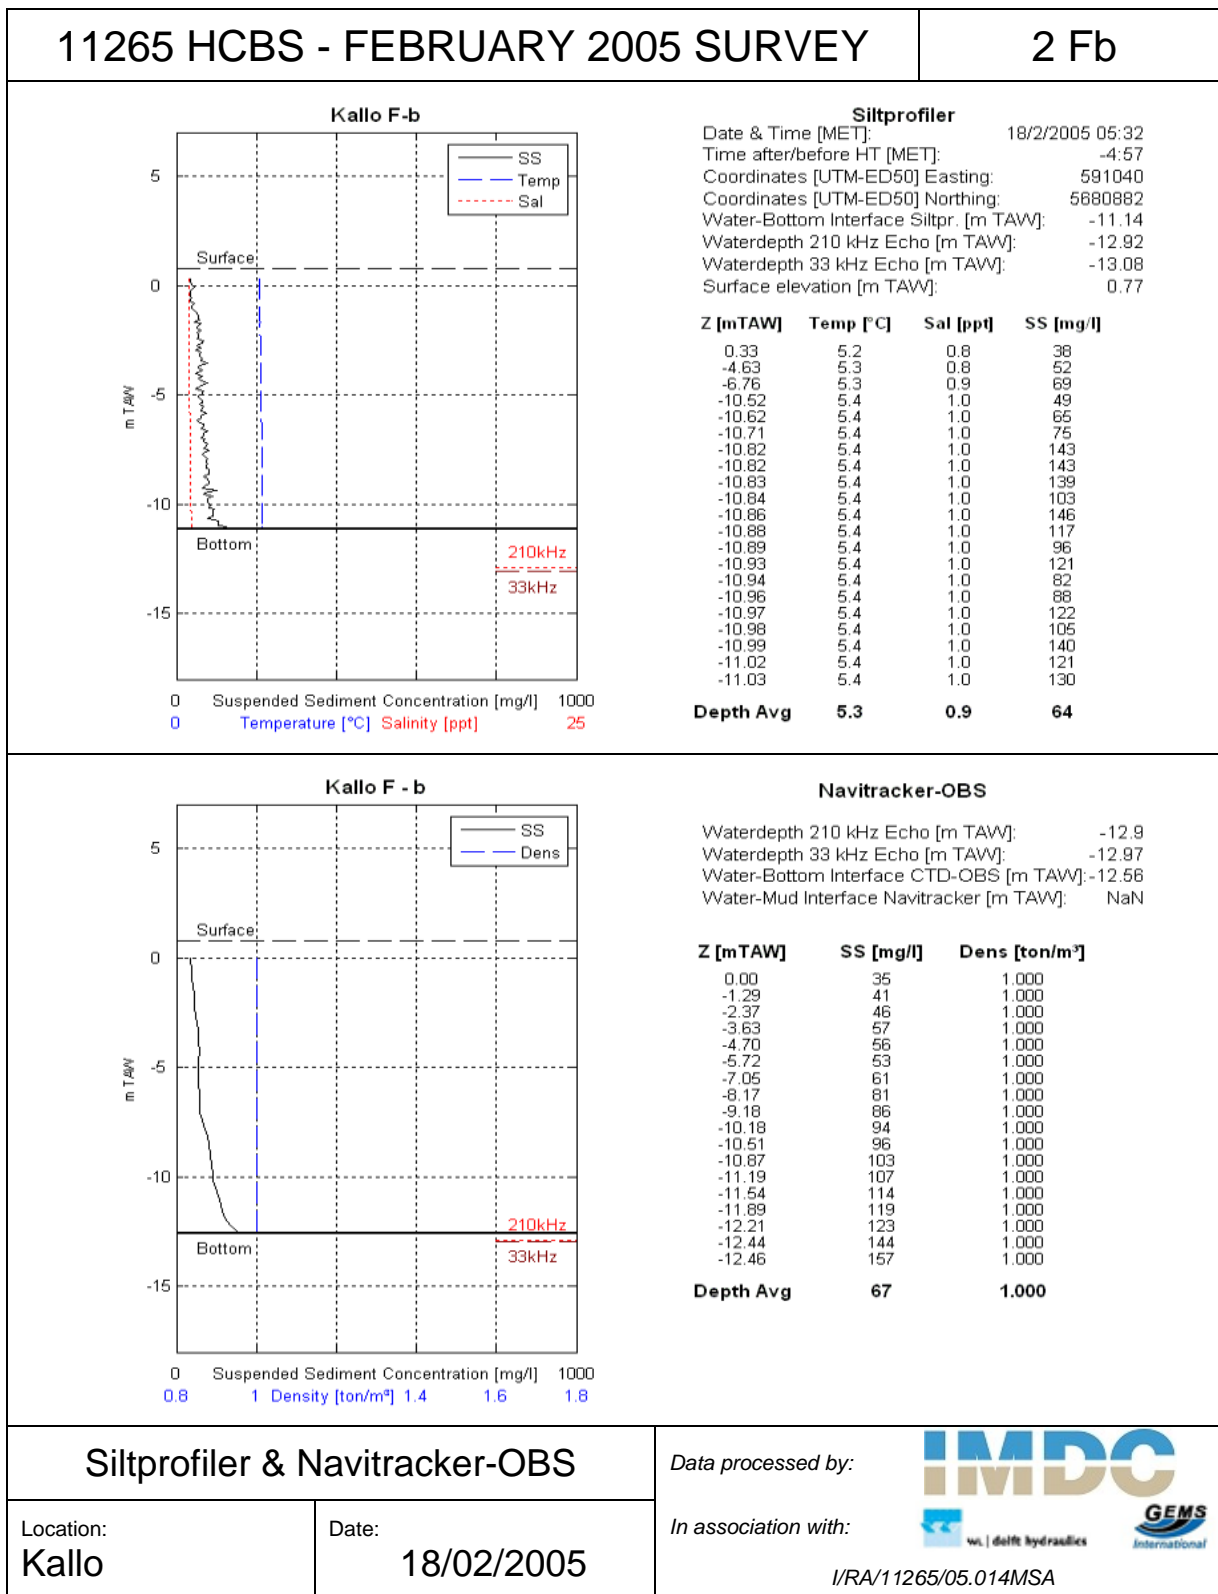 11265 HCBS - FEBRUARY 2005 SURVEY
2 Fb
Kallo F-b
SS
Temp
Sal
5
Surface
0
-5
m TAW
-10
Bottom
210kHz
33kHz
-15
0 Suspended Sediment Concentration [mg/l] 1000
0 Temperature [°C] Salinity [ppt] 25
Siltprofiler
Date & Time [MET]: 18/2/2005 05:32
Time after/before HT [MET]: -4:57
Coordinates [UTM-ED50] Easting: 591040
Coordinates [UTM-ED50] Northing: 5680882
Water-Bottom Interface Siltpr. [m TAW]: -11.14
Waterdepth 210 kHz Echo [m TAW]: -12.92
Waterdepth 33 kHz Echo [m TAW]: -13.08
Surface elevation [m TAW]: 0.77
Z [mTAW] Temp [°C] Sal [ppt] SS [mg/l]
0.33 5.2 0.8 38
-4.63 5.3 0.8 52
-6.76 5.3 0.9 69
-10.52 5.4 1.0 49
-10.62 5.4 1.0 65
-10.71 5.4 1.0 75
-10.82 5.4 1.0 143
-10.82 5.4 1.0 143
-10.83 5.4 1.0 139
-10.84 5.4 1.0 103
-10.86 5.4 1.0 146
-10.88 5.4 1.0 117
-10.89 5.4 1.0 96
-10.93 5.4 1.0 121
-10.94 5.4 1.0 82
-10.96 5.4 1.0 88
-10.97 5.4 1.0 122
-10.98 5.4 1.0 105
-10.99 5.4 1.0 140
-11.02 5.4 1.0 121
-11.03 5.4 1.0 130
Depth Avg 5.3 0.9 64
Kallo F - b
SS
Dens
5
Surface
0
-5
m TAW
-10
210kHz
Bottom
33kHz
-15
0 Suspended Sediment Concentration [mg/l] 1000
0.8 1 Density [ton/m³] 1.4 1.6 1.8
Navitracker-OBS
Waterdepth 210 kHz Echo [m TAW]: -12.9
Waterdepth 33 kHz Echo [m TAW]: -12.97
Water-Bottom Interface CTD-OBS [m TAW]: -12.56
Water-Mud Interface Navitracker [m TAW]: NaN
Z [mTAW] SS [mg/l] Dens [ton/m³]
0.00 35 1.000
-1.29 41 1.000
-2.37 46 1.000
-3.63 57 1.000
-4.70 56 1.000
-5.72 53 1.000
-7.05 61 1.000
-8.17 81 1.000
-9.18 86 1.000
-10.18 94 1.000
-10.51 96 1.000
-10.87 103 1.000
-11.19 107 1.000
-11.54 114 1.000
-11.89 119 1.000
-12.21 123 1.000
-12.44 144 1.000
-12.46 157 1.000
Depth Avg 67 1.000
Siltprofiler & Navitracker-OBS
Location:
Kallo
Date:
18/02/2005
Data processed by:
IMDC
In association with:
wl | delft hydraulics
GEMS
International
I/RA/11265/05.014MSA